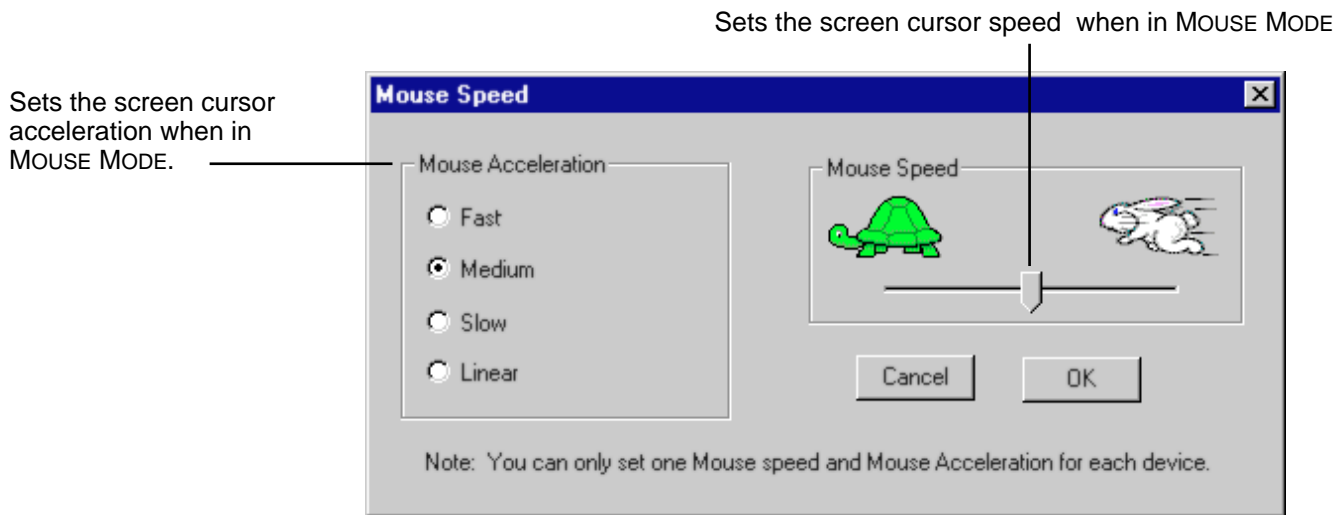 Sets the screen cursor speed when in MOUSE MODE
Sets the screen cursor
acceleration when in
MOUSE MODE.
Mouse Speed
Mouse Acceleration
Fast
Medium
Slow
Linear
Mouse Speed
Cancel
OK
Note: You can only set one Mouse speed and Mouse Acceleration for each device.